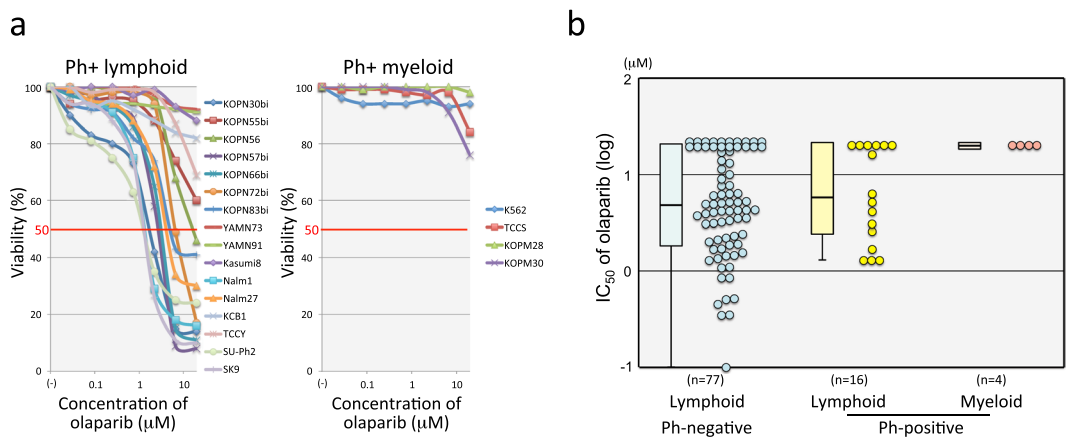 a
Ph+ lymphoid
100
80
60
50
40
20
0
Viability (%)
(-)
0.1
1
10
Concentration of
olaparib (μM)
KOPN30bi
KOPN55bi
KOPN56
KOPN57bi
KOPN66bi
KOPN72bi
KOPN83bi
YAMN73
YAMN91
Kasumi8
Nalm1
Nalm27
KCB1
TCCY
SU-Ph2
SK9
Ph+ myeloid
100
80
60
50
40
20
0
Viability (%)
(-)
0.1
1
10
Concentration of
olaparib (μM)
K562
TCCS
KOPM28
KOPM30
b
(μM)
2
1
0
-1
IC50 of olaparib (log)
(n=77)
(n=16)
(n=4)
Lymphoid
Lymphoid
Myeloid
Ph-negative
Ph-positive